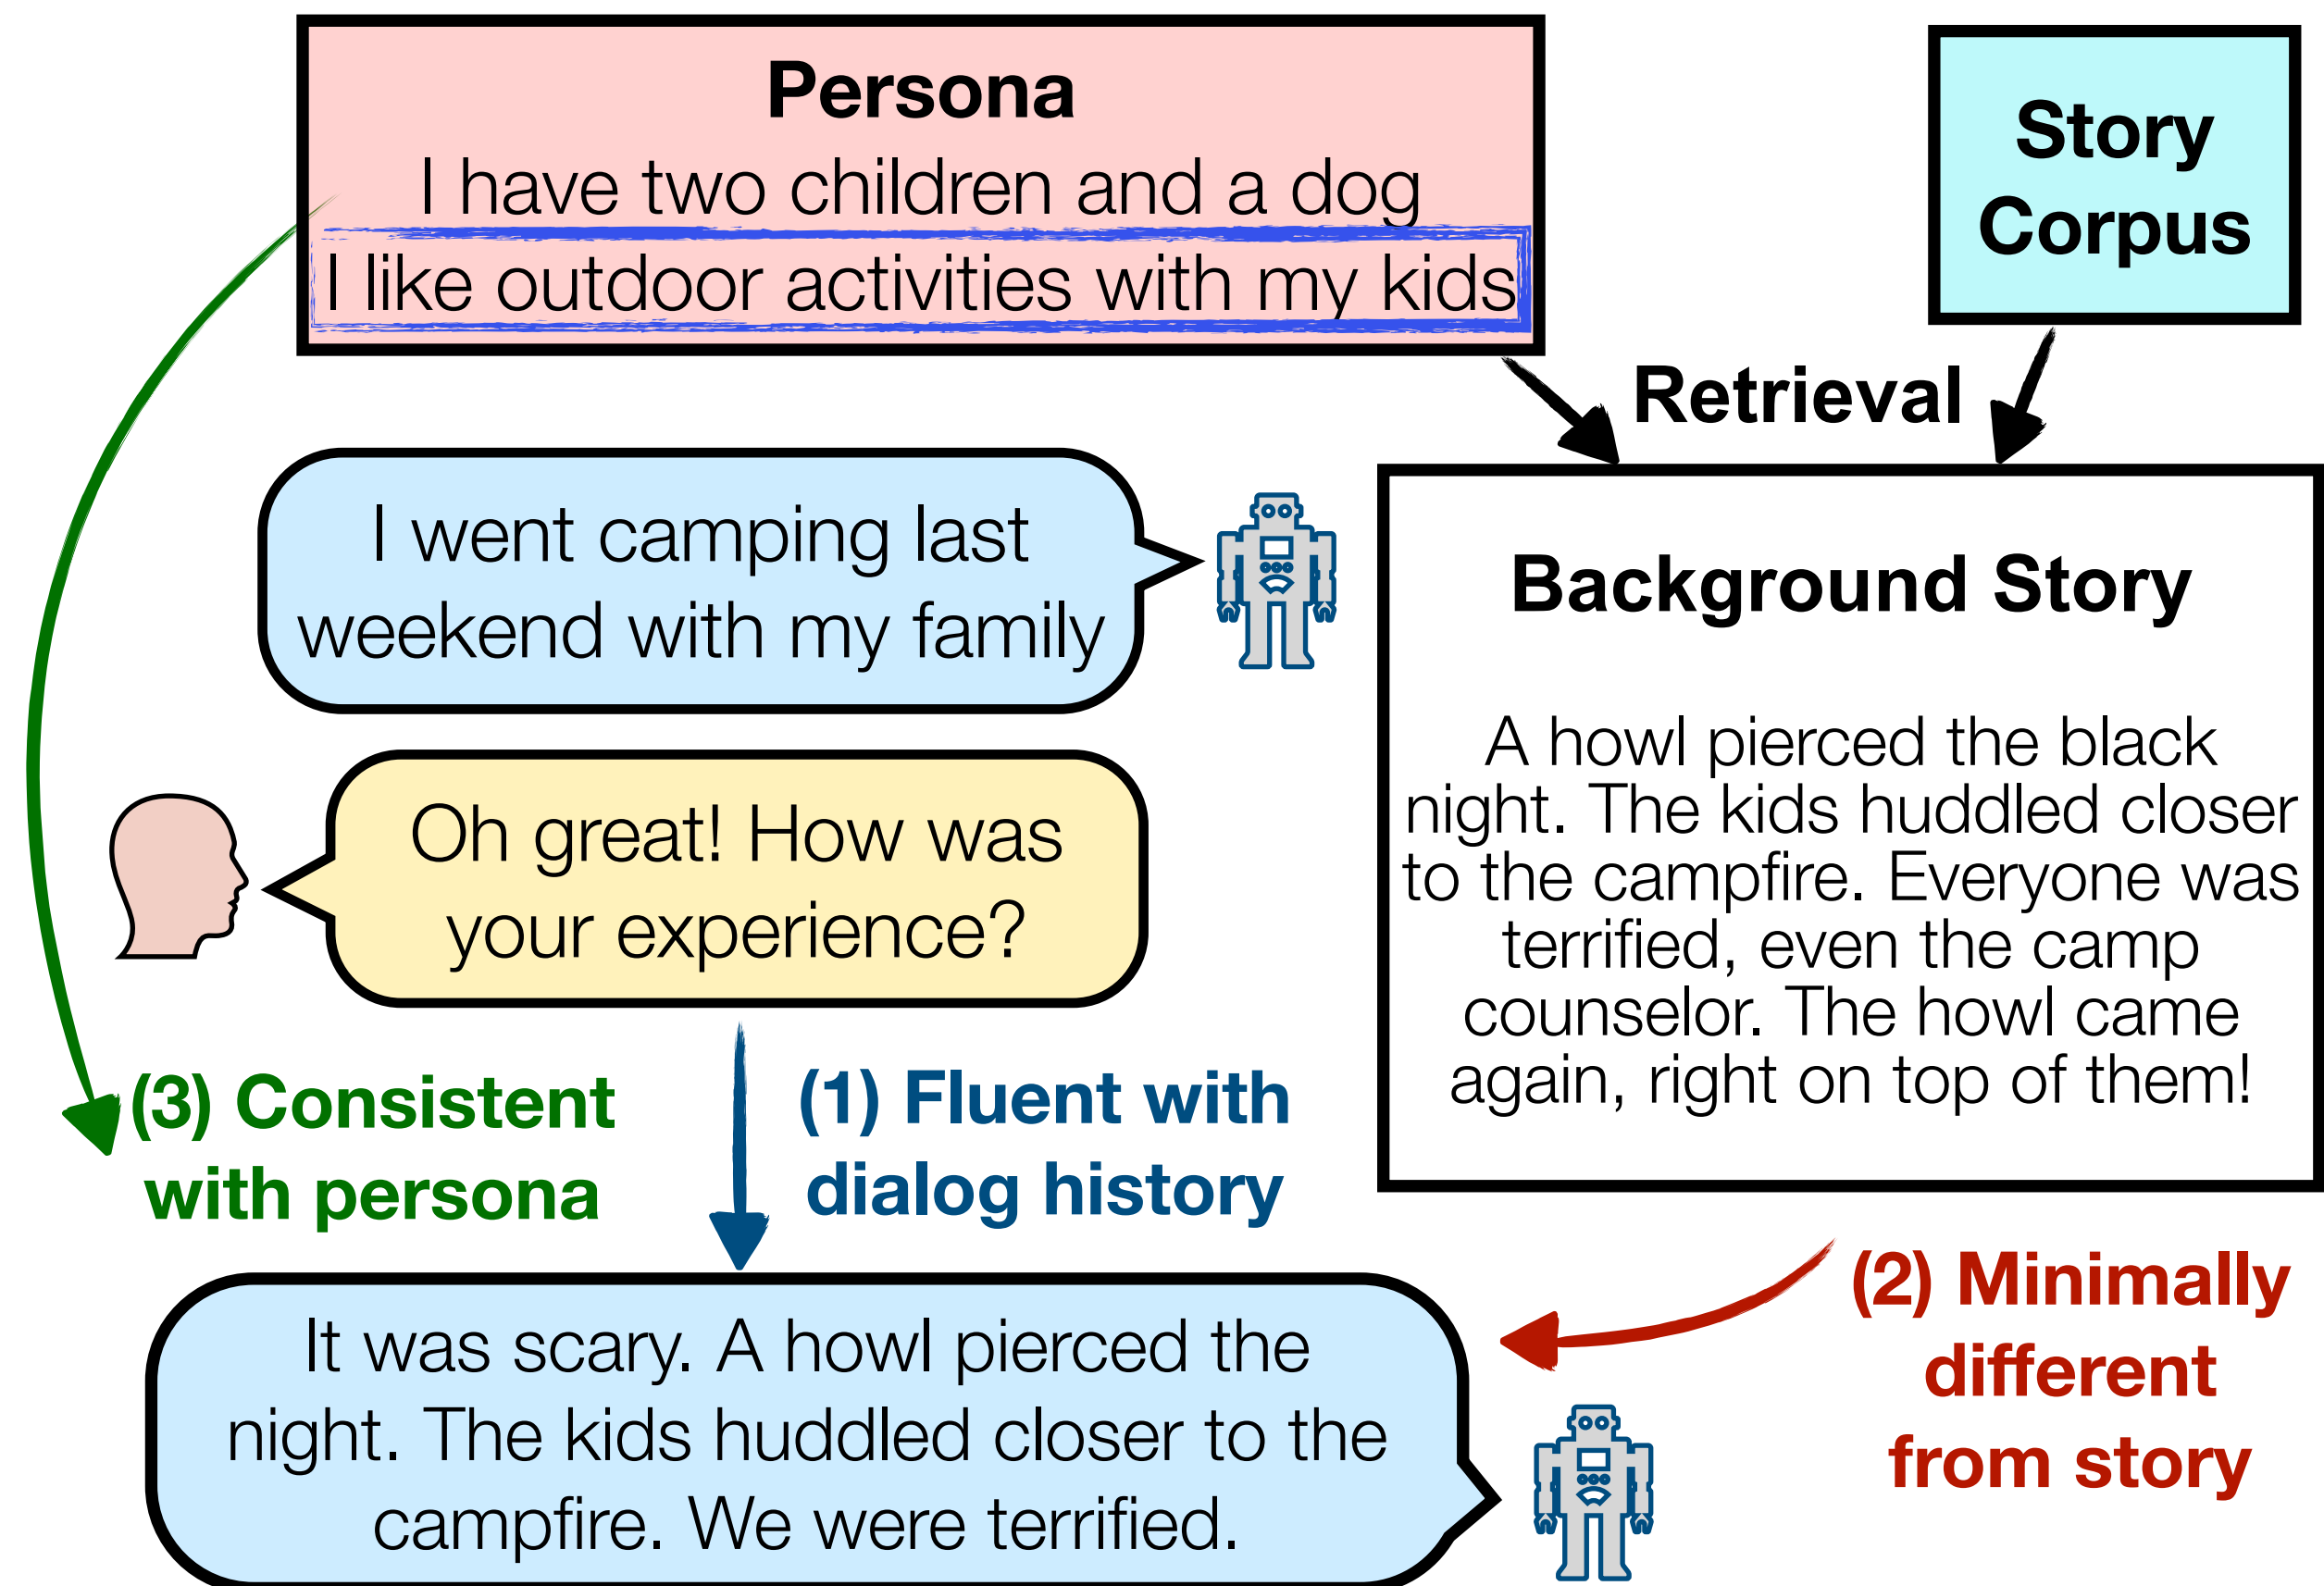 Persona
I have two children and a dog
I like outdoor activities with my kids
Story
Corpus
Retrieval
I went camping last
weekend with my family
Background Story
A howl pierced the black
night. The kids huddled closer
to the campfire. Everyone was
terrified, even the camp
counselor. The howl came
again, right on top of them!
Oh great! How was
your experience?
(3) Consistent
with persona
(1) Fluent with
dialog history
(2) Minimally
different
from story
It was scary. A howl pierced the
night. The kids huddled closer to the
campfire. We were terrified.